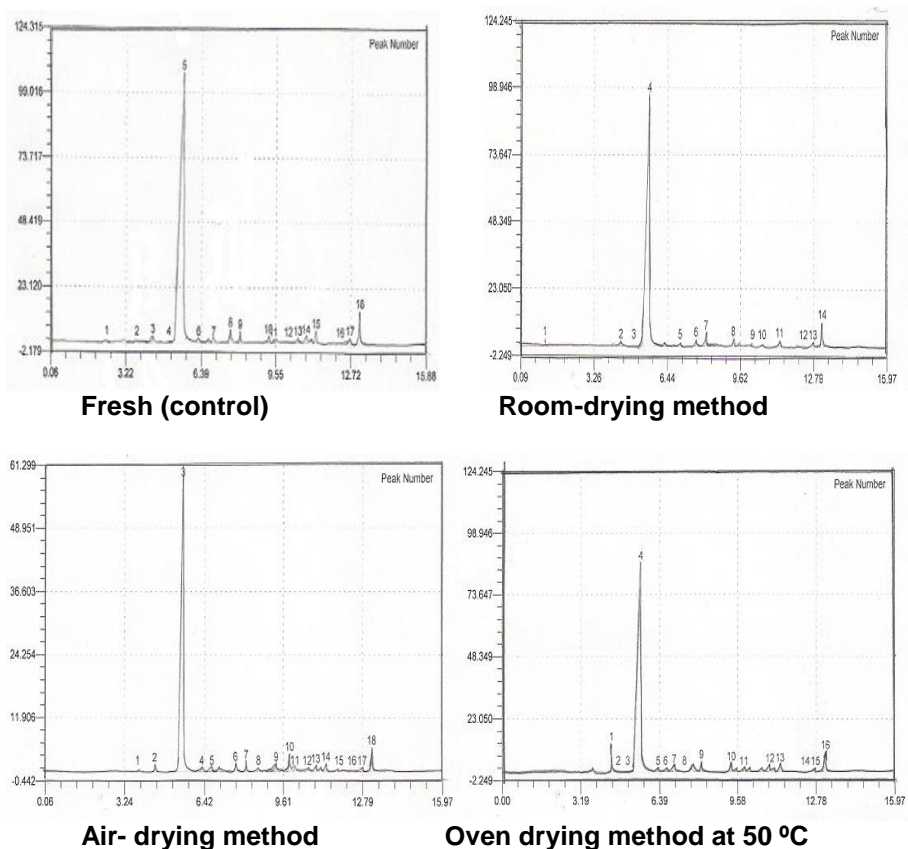 124.315
99.016
73.717
48.419
23.120
-2.179
Peak Number
5
1 2 3 4 6 7 8 9 10 11 12 13 14 15 16 17 18
0.06 3.22 6.39 9.55 12.72 15.88
Fresh (control)
124.245
98.946
73.647
48.349
23.050
-2.249
Peak Number
4
1 2 3 5 6 7 8 9 10 11 12 13 14
0.09 3.26 6.44 9.62 12.79 15.97
Room-drying method
61.299
48.951
36.603
24.254
11.906
-0.442
Peak Number
3
1 2 4 5 6 7 8 9 10 11 12 13 14 15 16 17 18
0.06 3.24 6.42 9.61 12.78 15.97
Air- drying method
124.245
98.946
73.647
48.349
23.050
-2.249
Peak Number
4
1 2 3 5 6 7 8 9 10 11 12 13 14 15 16
0.00 3.19 6.39 9.58 12.78 15.97
Oven drying method at 50 ºC